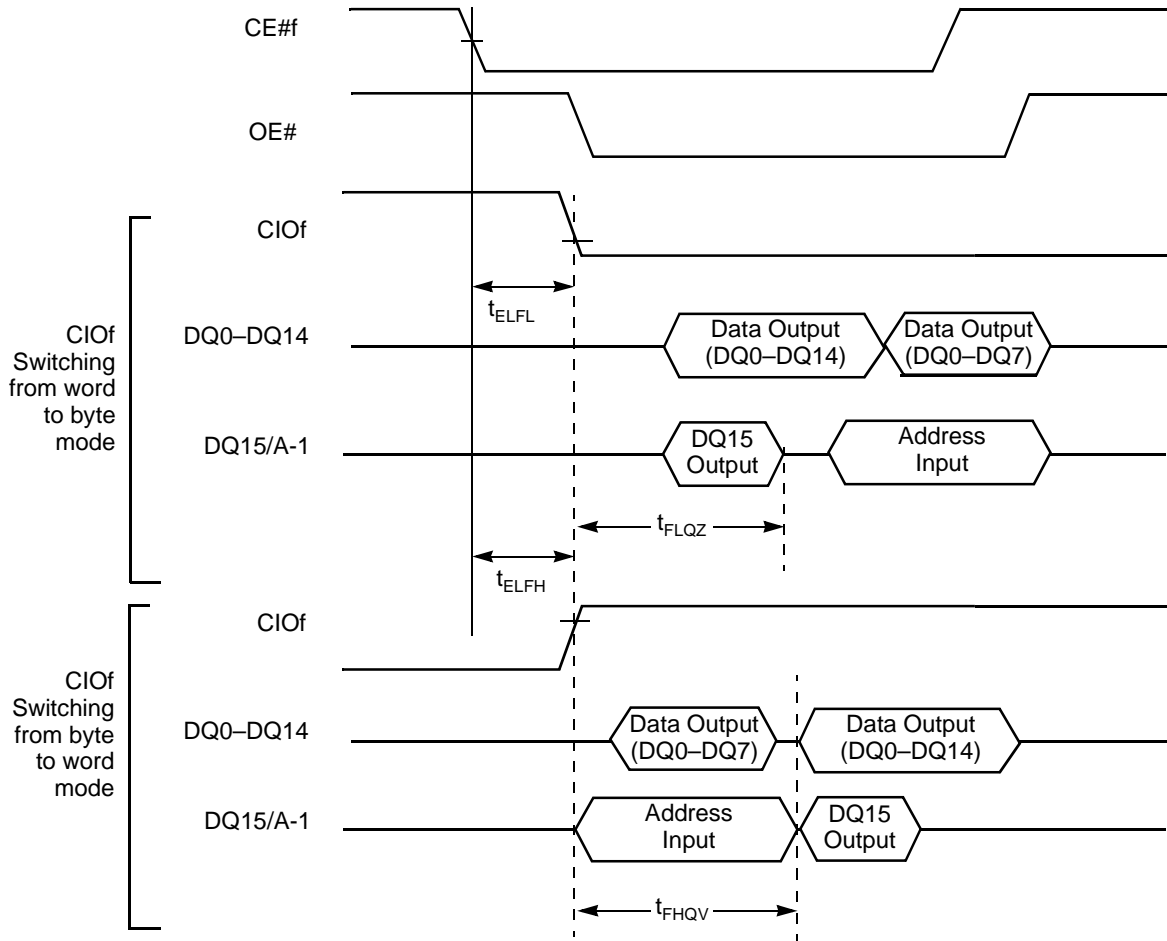 CE#f
OE#
CIOf
tELFL
CIOf
Switching
from word
to byte
mode
DQ0–DQ14
Data Output
(DQ0–DQ14)
Data Output
(DQ0–DQ7)
DQ15/A-1
DQ15
Output
Address
Input
tFLQZ
tELFH
CIOf
CIOf
Switching
from byte
to word
mode
DQ0–DQ14
Data Output
(DQ0–DQ7)
Data Output
(DQ0–DQ14)
DQ15/A-1
Address
Input
DQ15
Output
tFHQV